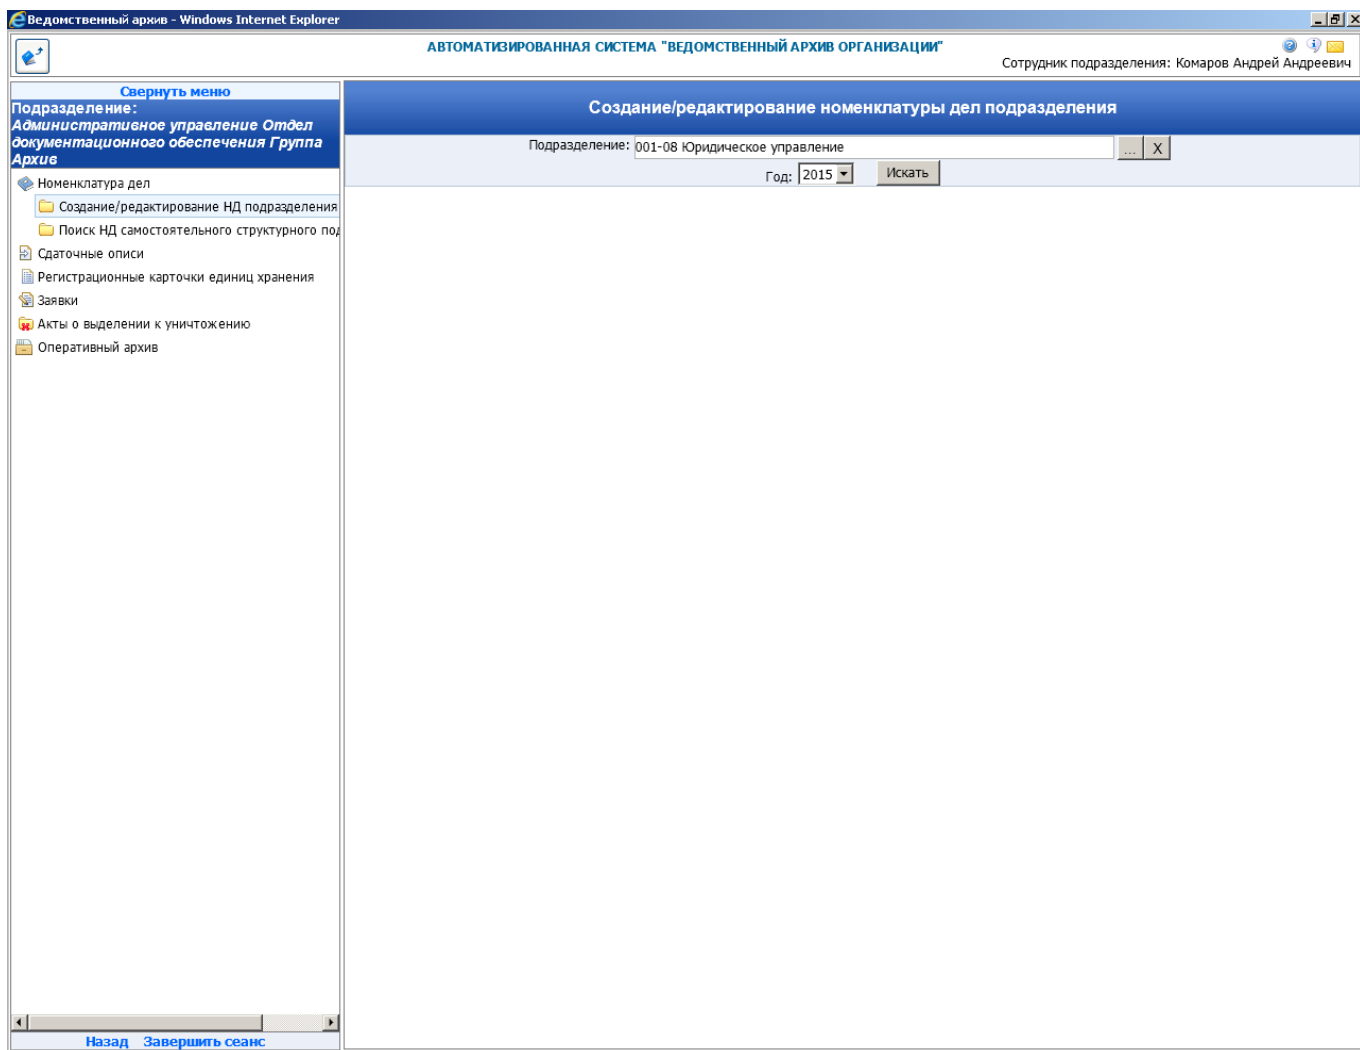 Ведомственный архив - Windows Internet Explorer
АВТОМАТИЗИРОВАННАЯ СИСТЕМА "ВЕДОМСТВЕННЫЙ АРХИВ ОРГАНИЗАЦИИ"
Сотрудник подразделения: Комаров Андрей Андреевич
Свернуть меню
Подразделение:
Административное управление Отдел
документационного обеспечения Группа
Архив
Номенклатура дел
Создание/редактирование НД подразделения
Поиск НД самостоятельного структурного под
Сдаточные описи
Регистрационные карточки единиц хранения
Заявки
Акты о выделении к уничтожению
Оперативный архив
Создание/редактирование номенклатуры дел подразделения
Подразделение: 001-08 Юридическое управление ... X
Год: 2015 Искать
Назад Завершить сеанс